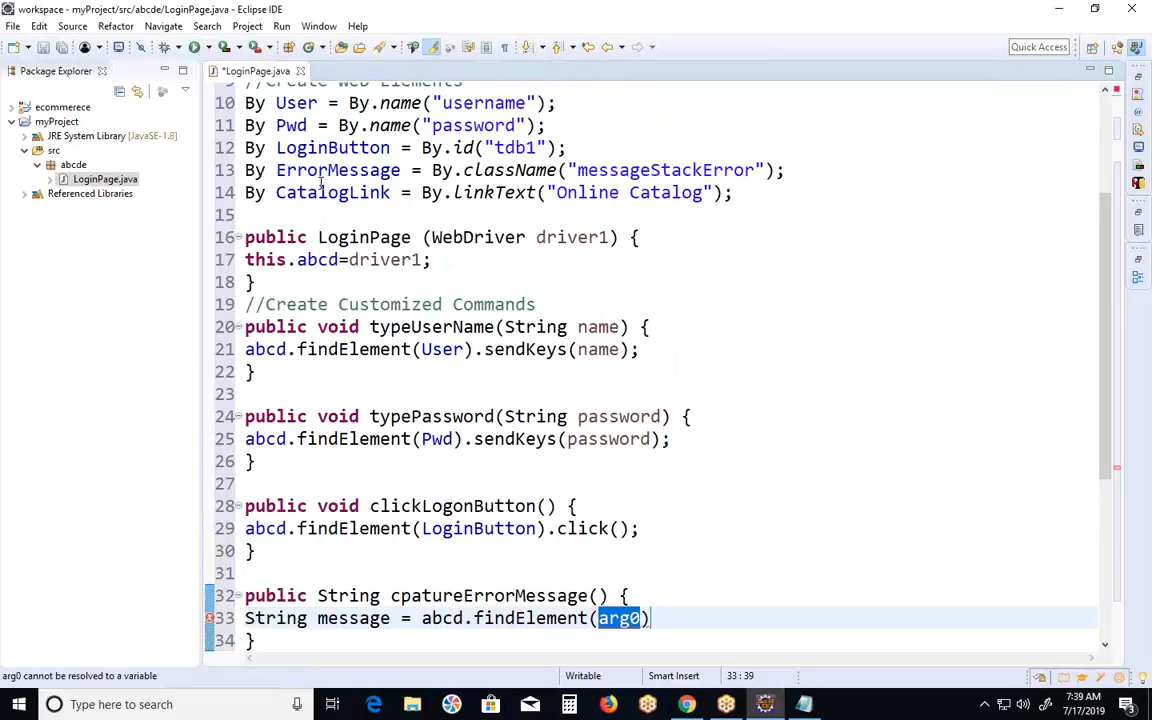 workspace - myProject/src/abcde/LoginPage.java - Eclipse IDE
File Edit Source Refactor Navigate Search Project Run Window Help
Quick Access
Package Explorer
*LoginPage.java
ecommerece
myProject
JRE System Library [JavaSE-1.8]
src
abcde
LoginPage.java
Referenced Libraries
9 //Create Web Elements
10 By User = By.name("username");
11 By Pwd = By.name("password");
12 By LoginButton = By.id("tdb1");
13 By ErrorMessage = By.className("messageStackError");
14 By CatalogLink = By.linkText("Online Catalog");
15
16 public LoginPage (WebDriver driver1) {
17 this.abcd=driver1;
18 }
19 //Create Customized Commands
20 public void typeUserName(String name) {
21 abcd.findElement(User).sendKeys(name);
22 }
23
24 public void typePassword(String password) {
25 abcd.findElement(Pwd).sendKeys(password);
26 }
27
28 public void clickLogonButton() {
29 abcd.findElement(LoginButton).click();
30 }
31
32 public String cpatureErrorMessage() {
33 String message = abcd.findElement(arg0)
34 }
arg0 cannot be resolved to a variable
Writable
Smart Insert
33 : 39
Type here to search
7:39 AM
7/17/2019